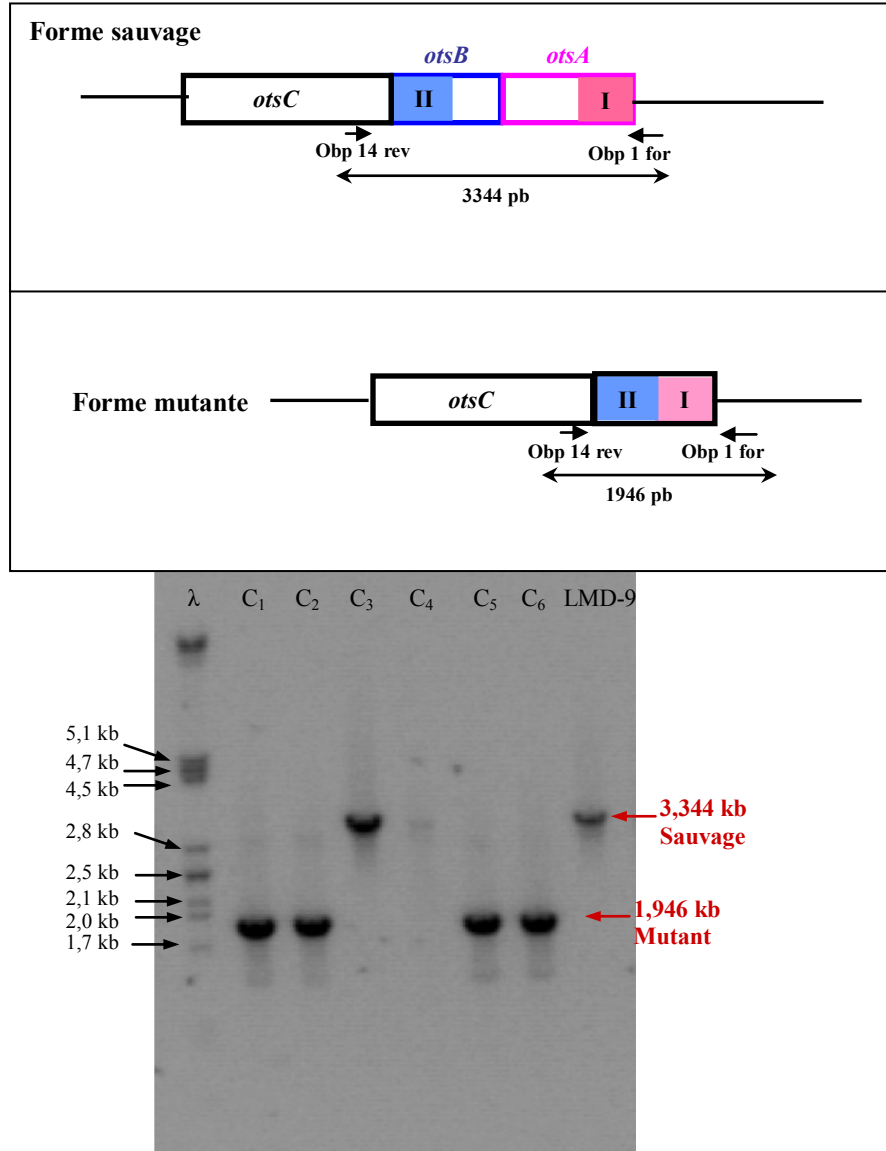 Forme sauvage
otsB otsA
otsC II I
Obp 14 rev Obp 1 for
3344 pb
Forme mutante
otsC II I
Obp 14 rev Obp 1 for
1946 pb
λ C1 C2 C3 C4 C5 C6 LMD-9
5,1 kb
4,7 kb
4,5 kb
2,8 kb
2,5 kb
2,1 kb
2,0 kb
1,7 kb
3,344 kb
Sauvage
1,946 kb
Mutant